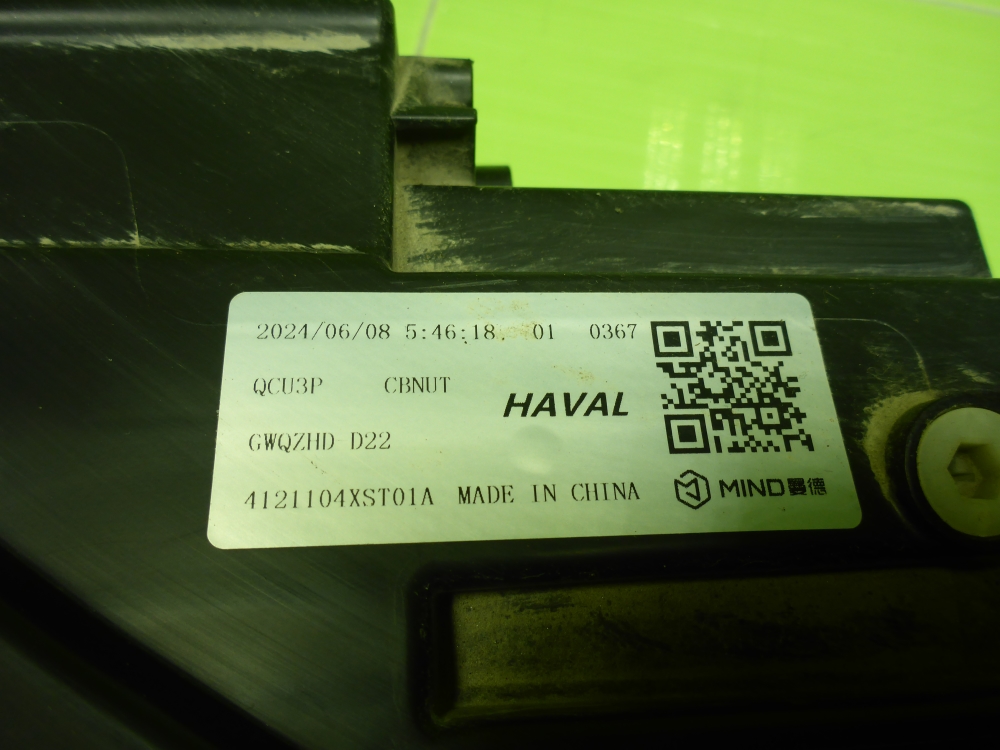 2024/06/08 5:46:18 01 0367
QCU3P CBNUT
HAVAL
GWQZHD D22
4121104XST01A MADE IN CHINA
MIND曼德